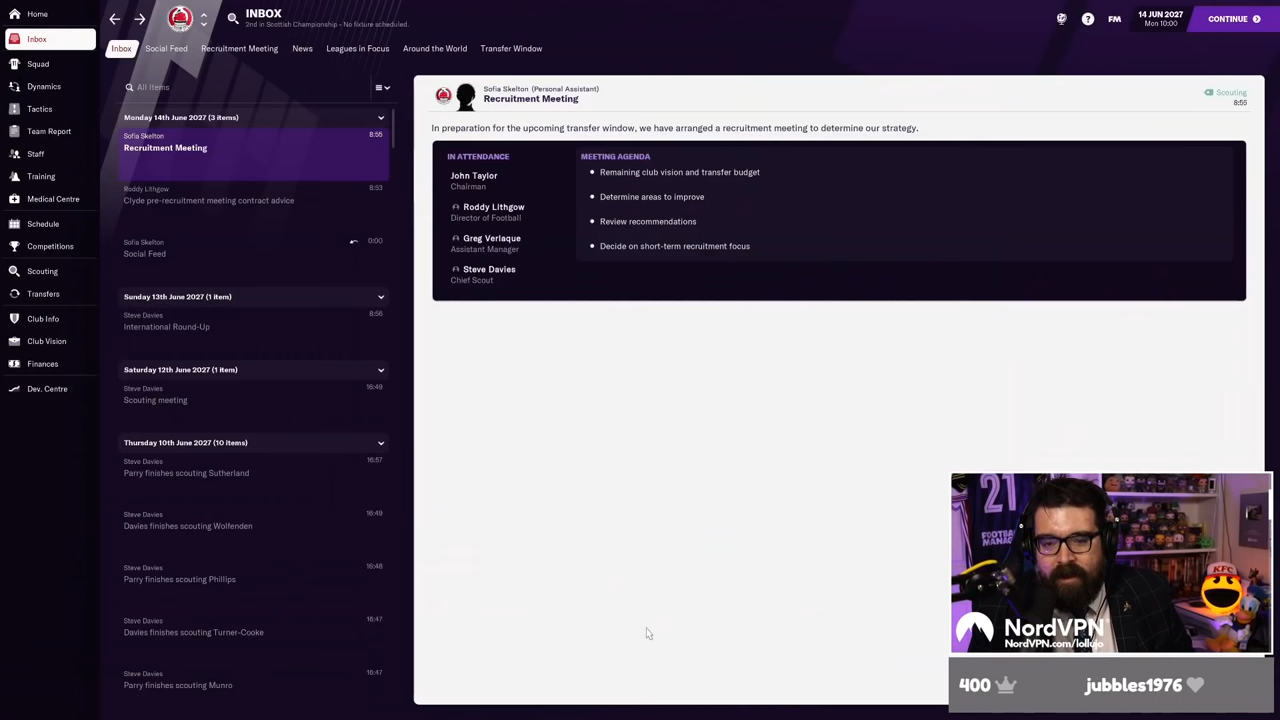 Home
Inbox
Squad
Dynamics
Tactics
Team Report
Staff
Training
Medical Centre
Schedule
Competitions
Scouting
Transfers
Club Info
Club Vision
Finances
Dev. Centre
INBOX
2nd in Scottish Championship - No fixture scheduled.
FM
14 JUN 2027
Mon 10:00
CONTINUE
Inbox
Social Feed
Recruitment Meeting
News
Leagues in Focus
Around the World
Transfer Window
All Items
Monday 14th June 2027 (3 items)
Sofia Skelton 8:55
Recruitment Meeting
Roddy Lithgow 8:53
Clyde pre-recruitment meeting contract advice
Sofia Skelton 0:00
Social Feed
Sunday 13th June 2027 (1 item)
Steve Davies 8:56
International Round-Up
Saturday 12th June 2027 (1 item)
Steve Davies 16:49
Scouting meeting
Thursday 10th June 2027 (10 items)
Steve Davies 16:57
Parry finishes scouting Sutherland
Steve Davies 16:49
Davies finishes scouting Wolfenden
Steve Davies 16:48
Parry finishes scouting Phillips
Steve Davies 16:47
Davies finishes scouting Turner-Cooke
Steve Davies 16:47
Parry finishes scouting Munro
Sofia Skelton (Personal Assistant)
Recruitment Meeting
Scouting
8:55
In preparation for the upcoming transfer window, we have arranged a recruitment meeting to determine our strategy.
IN ATTENDANCE
John Taylor
Chairman
Roddy Lithgow
Director of Football
Greg Verlaque
Assistant Manager
Steve Davies
Chief Scout
MEETING AGENDA
Remaining club vision and transfer budget
Determine areas to improve
Review recommendations
Decide on short-term recruitment focus
21
FOOTBALL
KFC
NordVPN
NordVPN.com/lollujo
400
jubbles1976